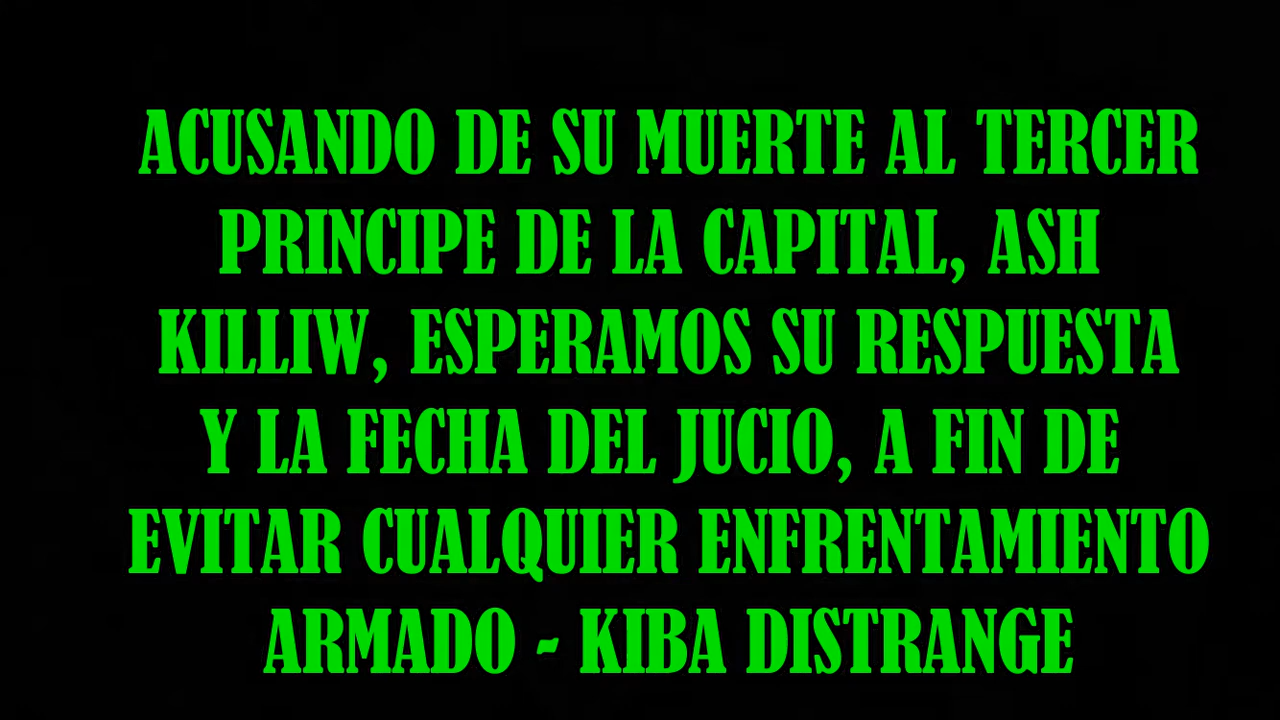 ACUSANDO DE SU MUERTE AL TERCER
PRINCIPE DE LA CAPITAL, ASH
KILLIW, ESPERAMOS SU RESPUESTA
Y LA FECHA DEL JUCIO, A FIN DE
EVITAR CUALQUIER ENFRENTAMIENTO
ARMADO - KIBA DISTRANGE